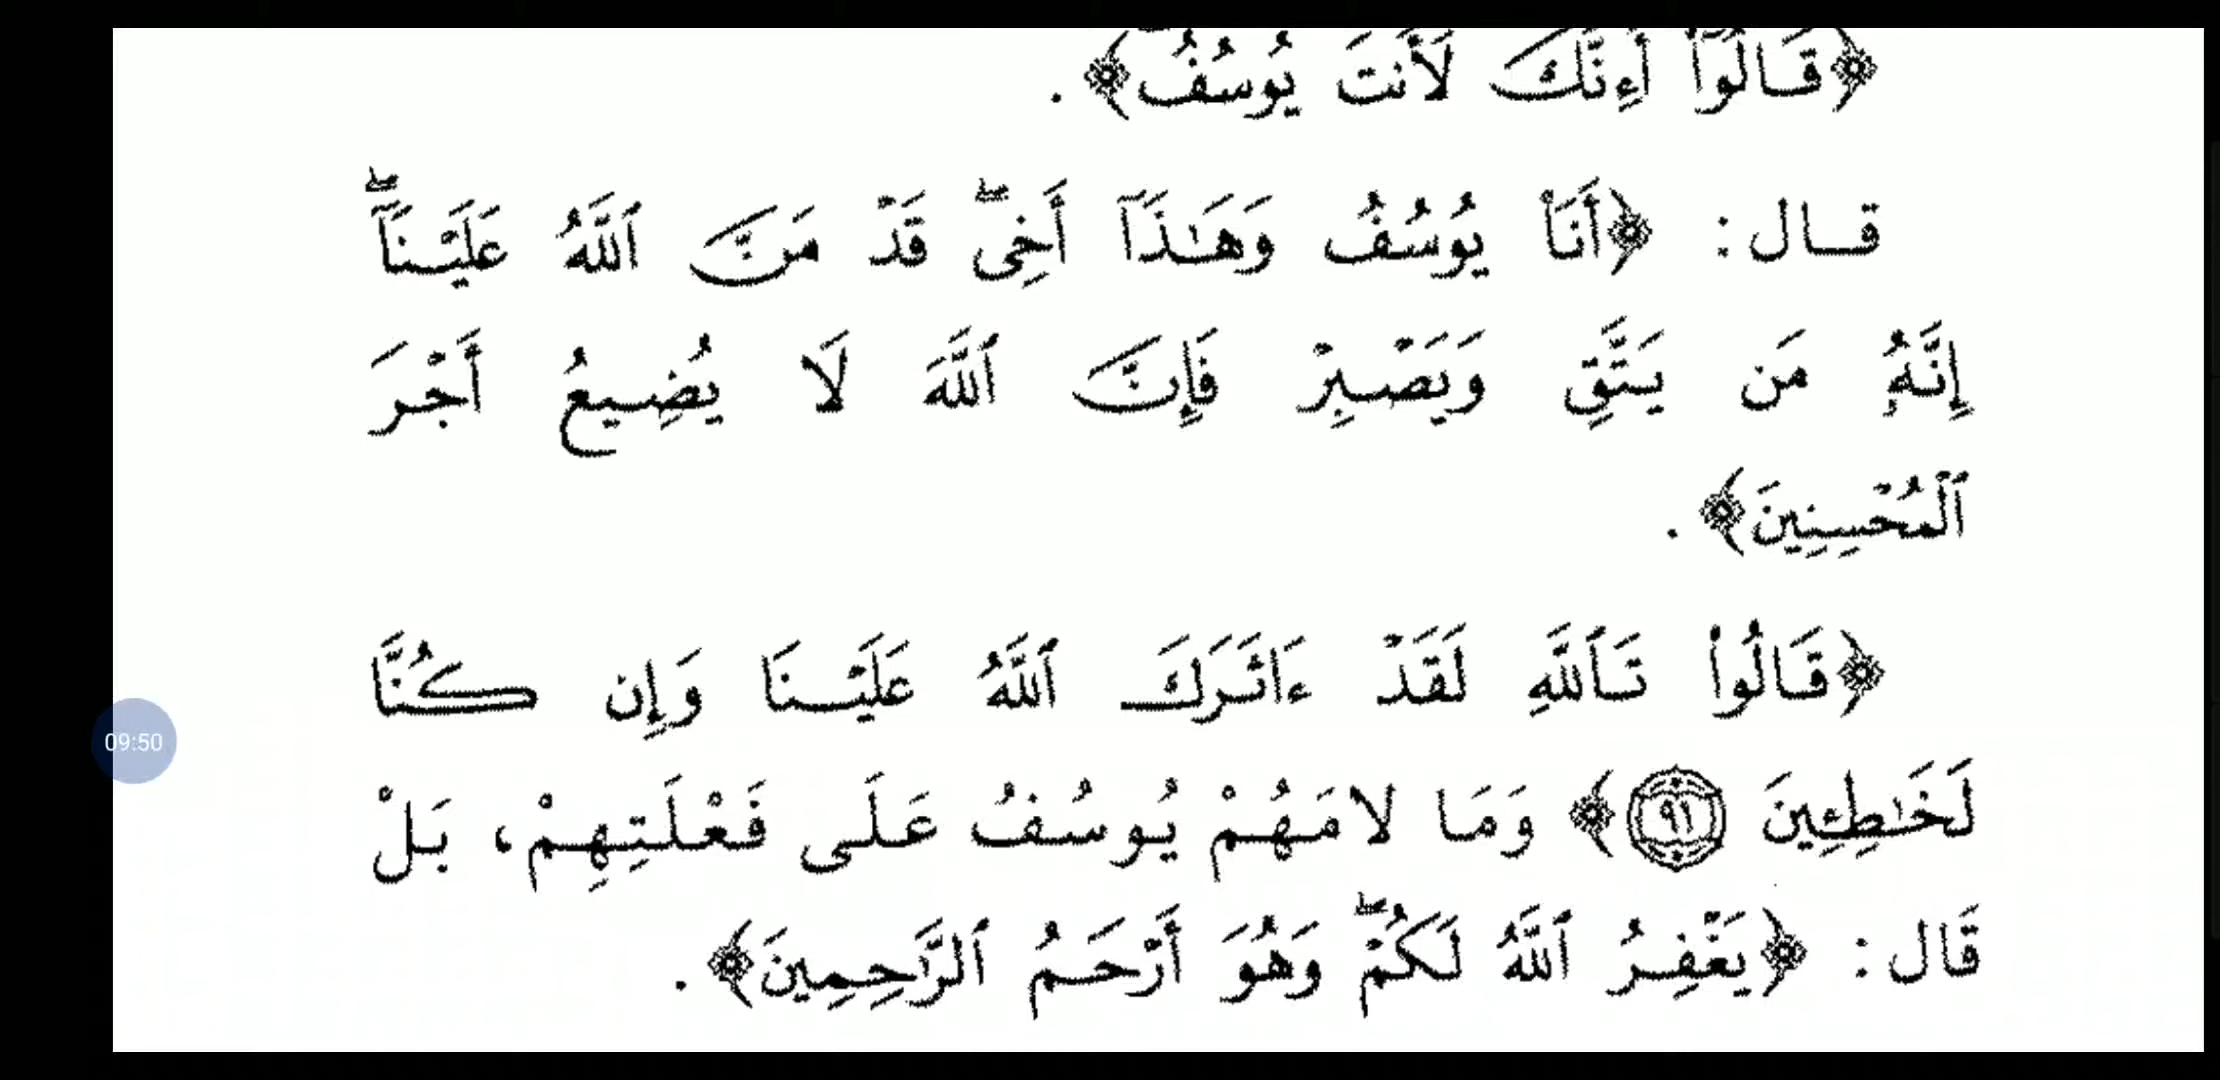 ﴿قَالُوٓا۟ أَءِنَّكَ لَأَنتَ يُوسُفُ﴾ .
قال: ﴿أَنَا۠ يُوسُفُ وَهَـٰذَآ أَخِىۖ قَدۡ مَنَّ ٱللَّهُ عَلَيۡنَآۖ
إِنَّهُۥ مَن يَتَّقِ وَيَصۡبِرۡ فَإِنَّ ٱللَّهَ لَا يُضِيعُ أَجۡرَ
ٱلۡمُحۡسِنِينَ﴾ .
﴿قَالُوا۟ تَٱللَّهِ لَقَدۡ ءَاثَرَكَ ٱللَّهُ عَلَيۡنَا وَإِن كُنَّا
لَخَـٰطِـِٔينَ ٩١﴾ وَمَا لامَهُمْ يُوسُفُ عَلَى فَعْلَتِهِمْ، بَلْ
قَال: ﴿يَغۡفِرُ ٱللَّهُ لَكُمۡۖ وَهُوَ أَرۡحَمُ ٱلرَّٰحِمِينَ﴾ .
09:50